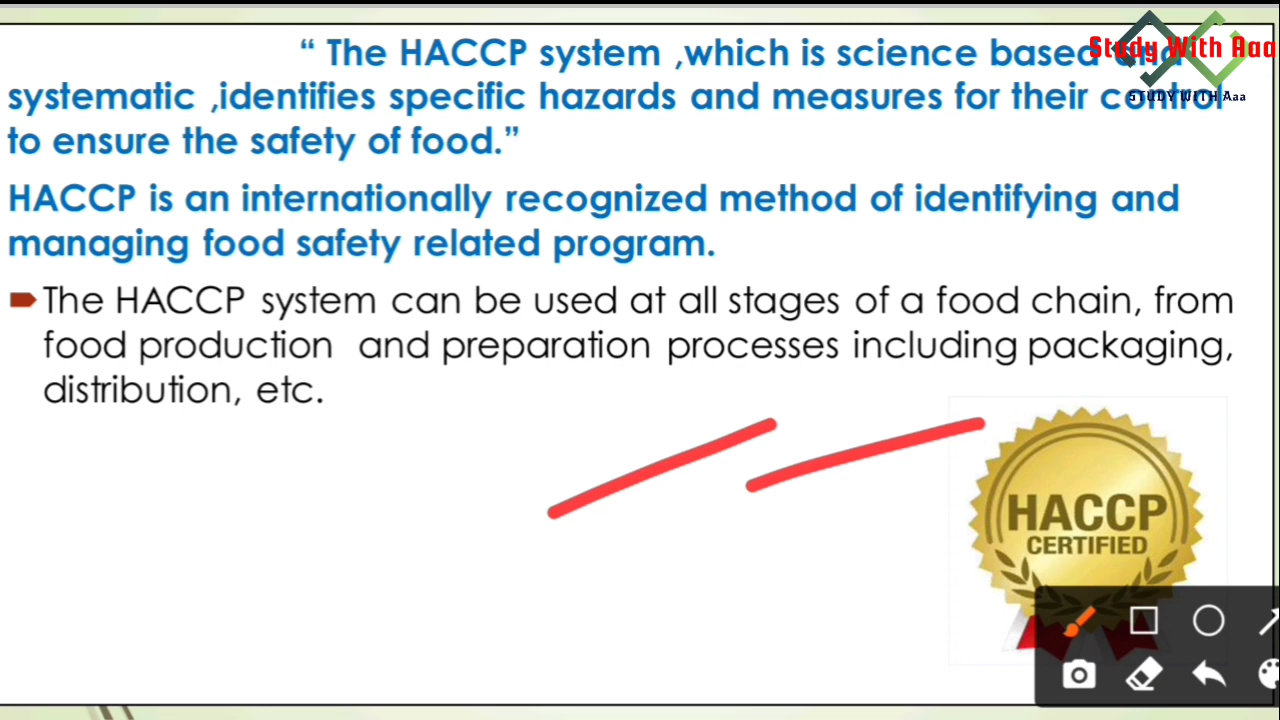 “ The HACCP system ,which is science based and
systematic ,identifies specific hazards and measures for their control
to ensure the safety of food.”
HACCP is an internationally recognized method of identifying and
managing food safety related program.
The HACCP system can be used at all stages of a food chain, from
food production and preparation processes including packaging,
distribution, etc.
Study With Aaa
STUDY WITH Aaa
HACCP
CERTIFIED